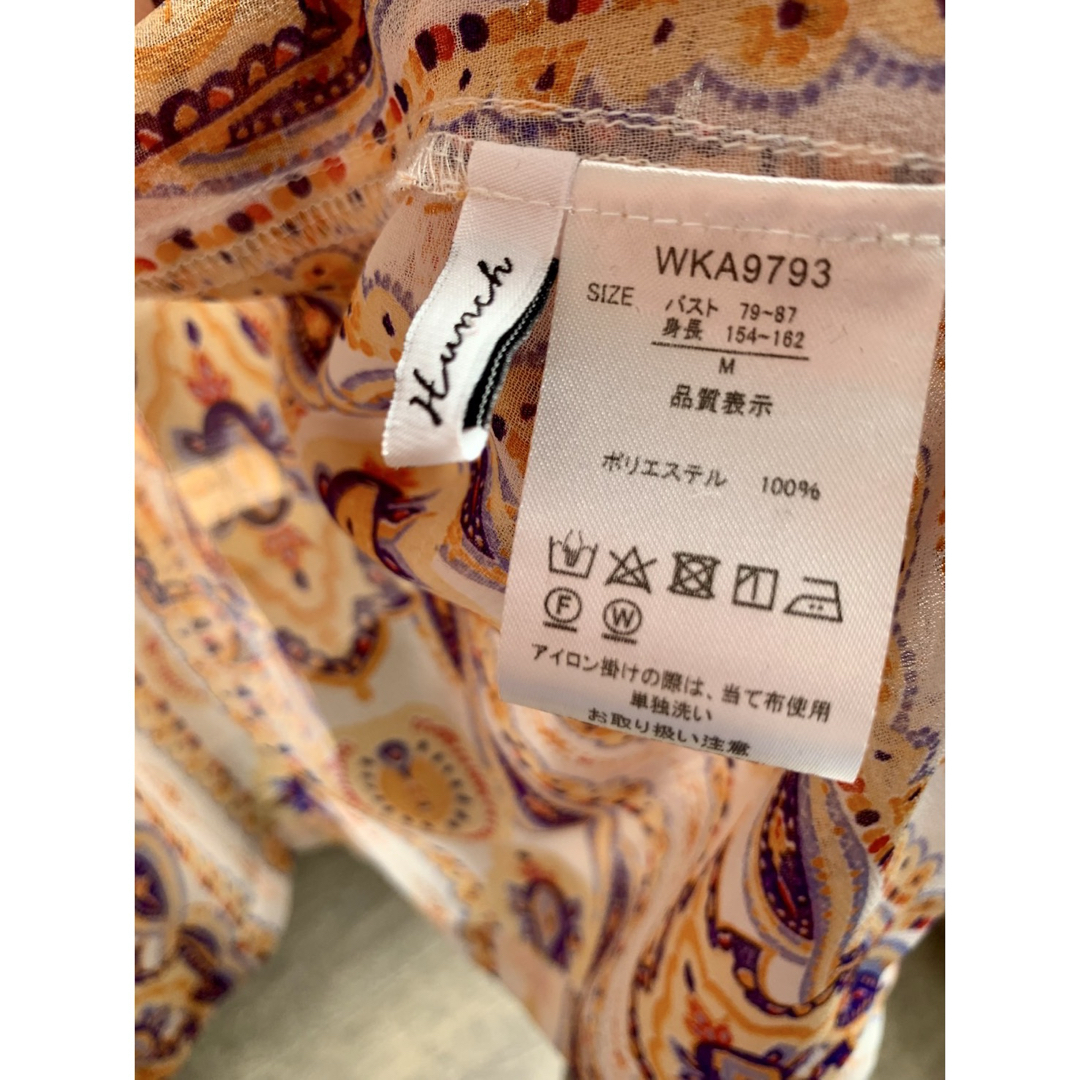 Hunch
WKA9793
SIZE バスト 79~87
身長 154~162
M
品質表示
ポリエステル 100%
F W
アイロン掛けの際は、当て布使用
単独洗い
お取り扱い注意